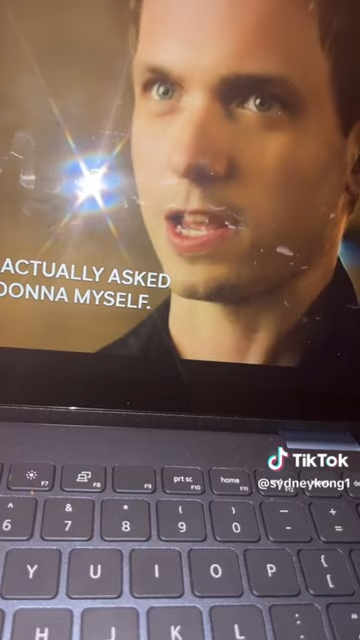 ACTUALLY ASKED
DONNA MYSELF.
TikTok
@sydneykong1
F7
F8
F9
prt sc
F10
home
F11
F12
^
6
&
7
*
8
(
9
)
0
-
+
=
Y
U
I
O
P
{
[
H
J
K
L
:
;